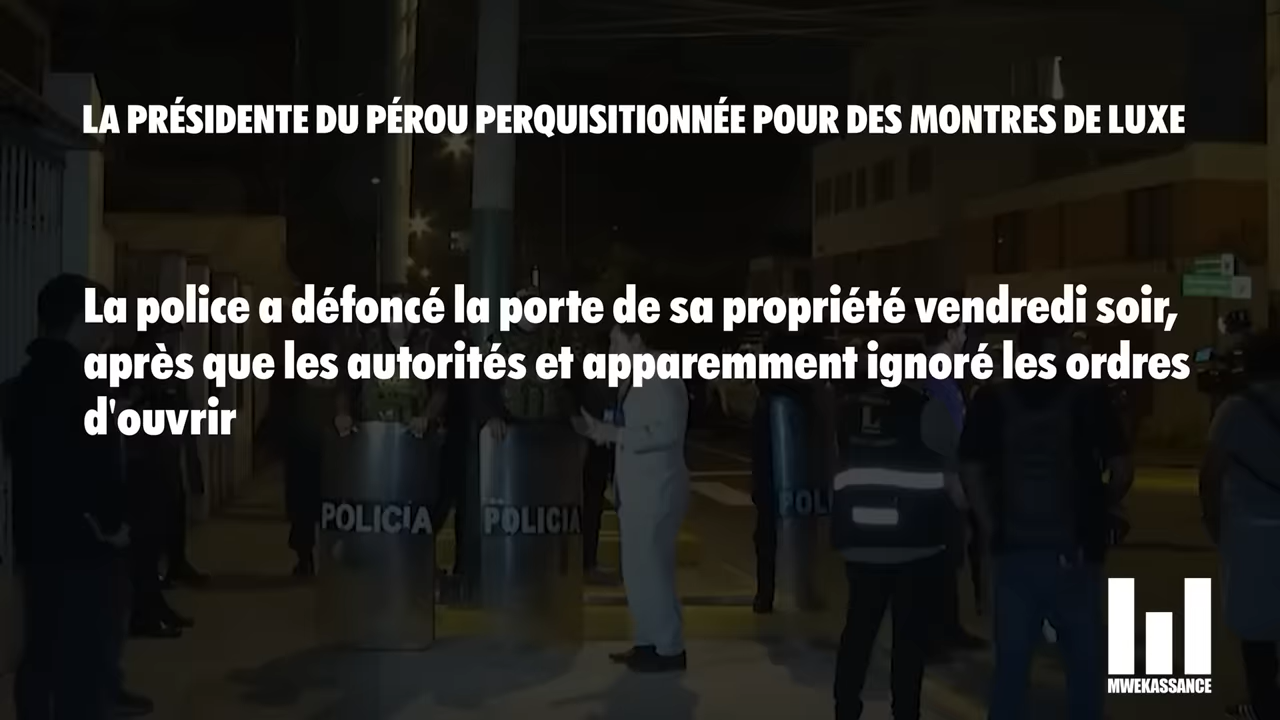 LA PRÉSIDENTE DU PÉROU PERQUISITIONNÉE POUR DES MONTRES DE LUXE
La police a défoncé la porte de sa propriété vendredi soir,
après que les autorités et apparemment ignoré les ordres
d'ouvrir
POLICIA
POLICIA
POL
MWEKASSANCE